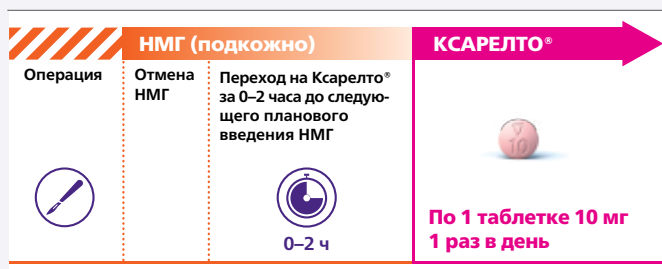 НМГ (подкожно)
КСАРЕЛТО®
Операция
Отмена
НМГ
Переход на Ксарелто®
за 0–2 часа до следую-
щего планового
введения НМГ
10
0–2 ч
По 1 таблетке 10 мг
1 раз в день